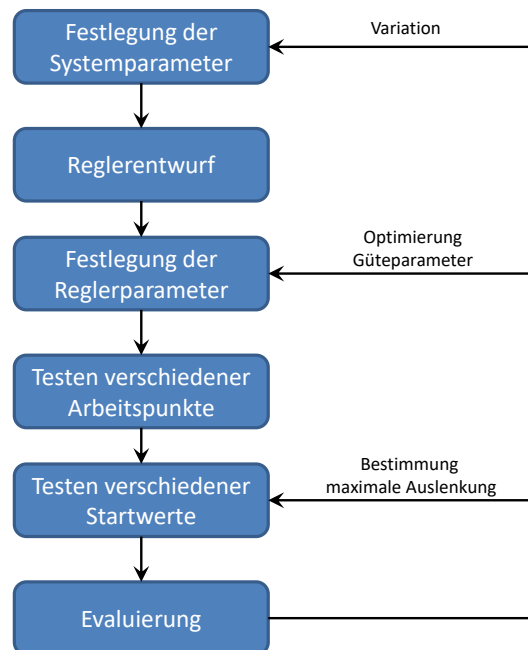 Festlegung der
Systemparameter
Variation
Reglerentwurf
Festlegung der
Reglerparameter
Optimierung
Güteparameter
Testen verschiedener
Arbeitspunkte
Testen verschiedener
Startwerte
Bestimmung
maximale Auslenkung
Evaluierung